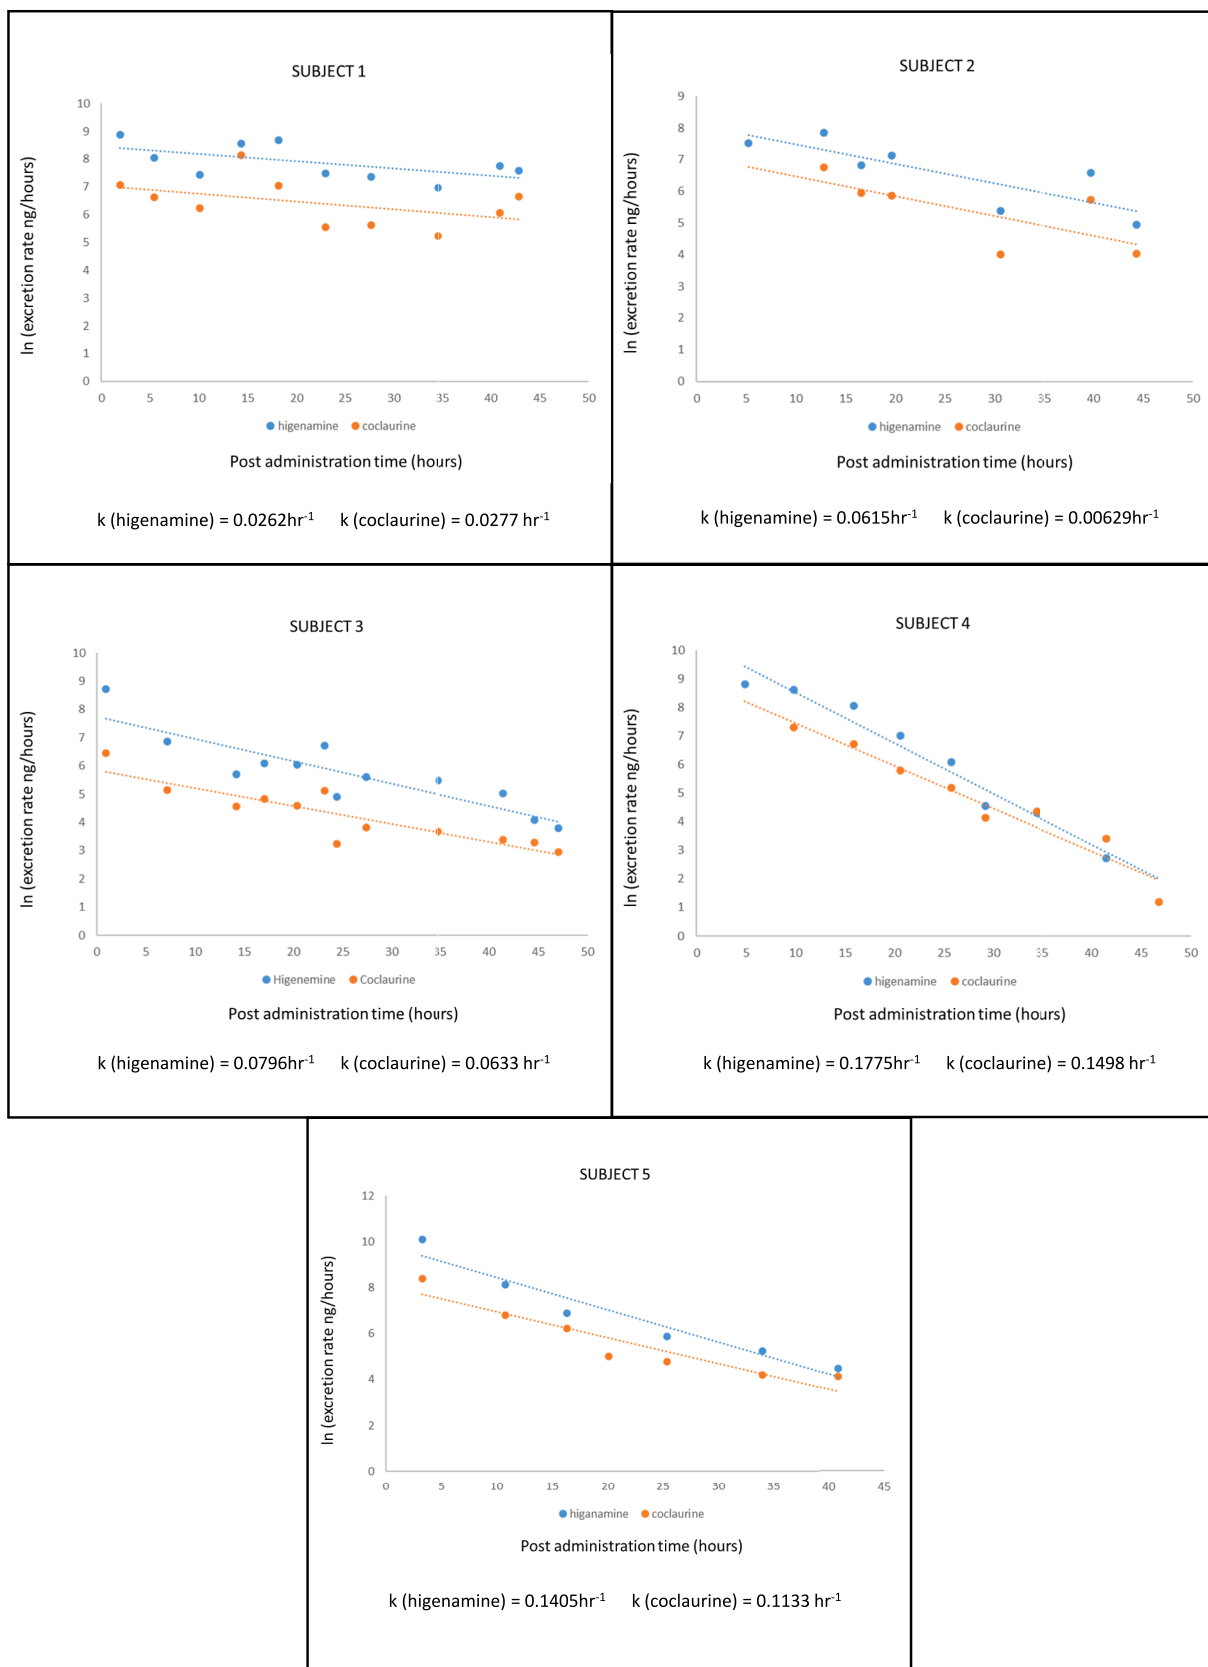 SUBJECT 1
ln (excretion rate ng/hours)
10
9
8
7
6
5
4
3
2
1
0
0 5 10 15 20 25 30 35 40 45 50
higenamine coclaurine
Post administration time (hours)
k (higenamine) = 0.0262hr-1 k (coclaurine) = 0.0277 hr-1
SUBJECT 2
ln (excretion rate ng/hours)
9
8
7
6
5
4
3
2
1
0
0 5 10 15 20 25 30 35 40 45 50
higenamine coclaurine
Post administration time (hours)
k (higenamine) = 0.0615hr-1 k (coclaurine) = 0.00629hr-1
SUBJECT 3
ln (excretion rate ng/hours)
10
9
8
7
6
5
4
3
2
1
0
0 5 10 15 20 25 30 35 40 45 50
Higenemine Coclaurine
Post administration time (hours)
k (higenamine) = 0.0796hr-1 k (coclaurine) = 0.0633 hr-1
SUBJECT 4
ln (excretion rate ng/hours)
10
9
8
7
6
5
4
3
2
1
0
0 5 10 15 20 25 30 35 40 45 50
higenamine coclaurine
Post administration time (hours)
k (higenamine) = 0.1775hr-1 k (coclaurine) = 0.1498 hr-1
SUBJECT 5
ln (excretion rate ng/hours)
12
10
8
6
4
2
0
0 5 10 15 20 25 30 35 40 45
higanamine coclaurine
Post administration time (hours)
k (higenamine) = 0.1405hr-1 k (coclaurine) = 0.1133 hr-1